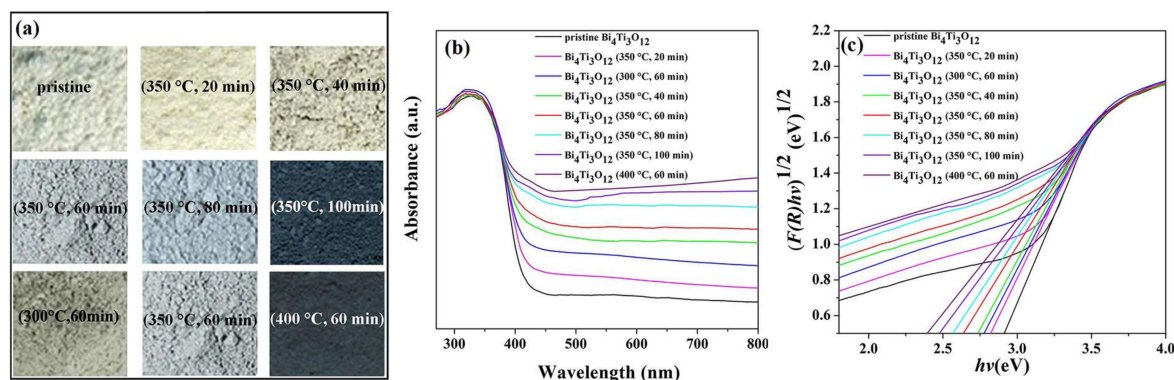 (a)
pristine
(350 °C, 20 min)
(350 °C, 40 min)
(350 °C, 60 min)
(350 °C, 80 min)
(350°C, 100min)
(300°C,60min)
(350 °C, 60 min)
(400 °C, 60 min)
(b)
pristine Bi4Ti3O12
Bi4Ti3O12 (350 °C, 20 min)
Bi4Ti3O12 (300 °C, 60 min)
Bi4Ti3O12 (350 °C, 40 min)
Bi4Ti3O12 (350 °C, 60 min)
Bi4Ti3O12 (350 °C, 80 min)
Bi4Ti3O12 (350 °C, 100 min)
Bi4Ti3O12 (400 °C, 60 min)
Absorbance (a.u.)
300 400 500 600 700 800
Wavelength (nm)
(c)
pristine Bi4Ti3O12
Bi4Ti3O12 (350 °C, 20 min)
Bi4Ti3O12 (300 °C, 60 min)
Bi4Ti3O12 (350 °C, 40 min)
Bi4Ti3O12 (350 °C, 60 min)
Bi4Ti3O12 (350 °C, 80 min)
Bi4Ti3O12 (350 °C, 100 min)
Bi4Ti3O12 (400 °C, 60 min)
(F(R)hv)1/2 (eV)1/2
2.2
2.0
1.8
1.6
1.4
1.2
1.0
0.8
0.6
2.0 2.5 3.0 3.5 4.0
hv(eV)